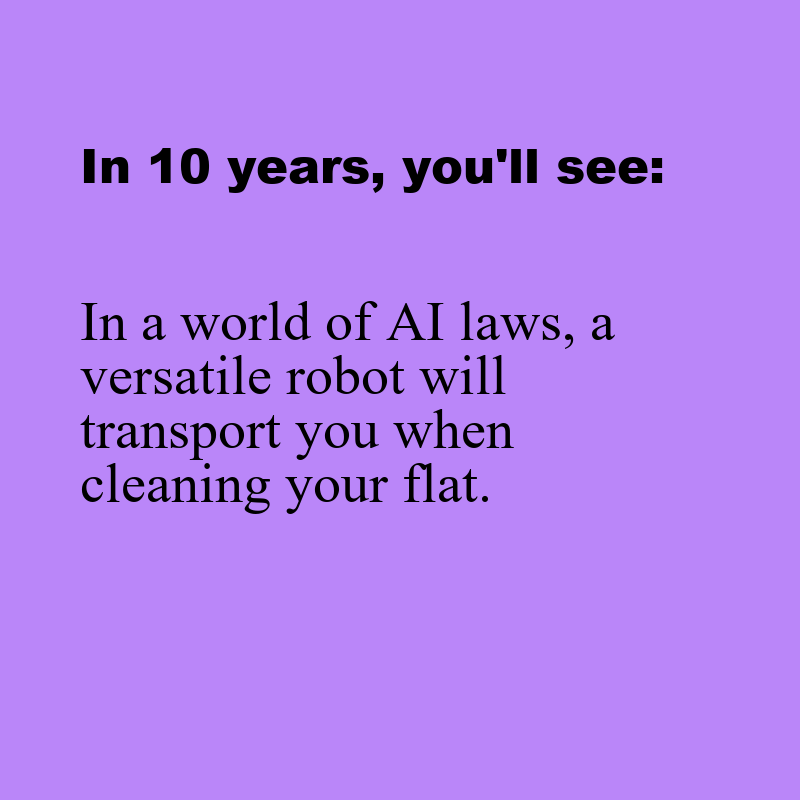 In 10 years, you'll see:
In a world of AI laws, a
versatile robot will
transport you when
cleaning your flat.